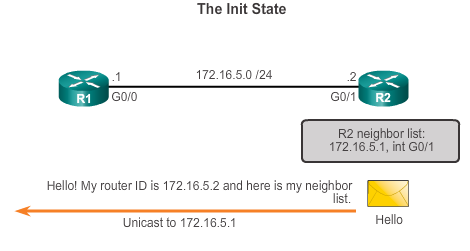 The Init State
172.16.5.0 /24
.1
.2
R1
G0/0
G0/1
R2
R2 neighbor list:
172.16.5.1, int G0/1
Hello! My router ID is 172.16.5.2 and here is my neighbor
list.
Unicast to 172.16.5.1
Hello